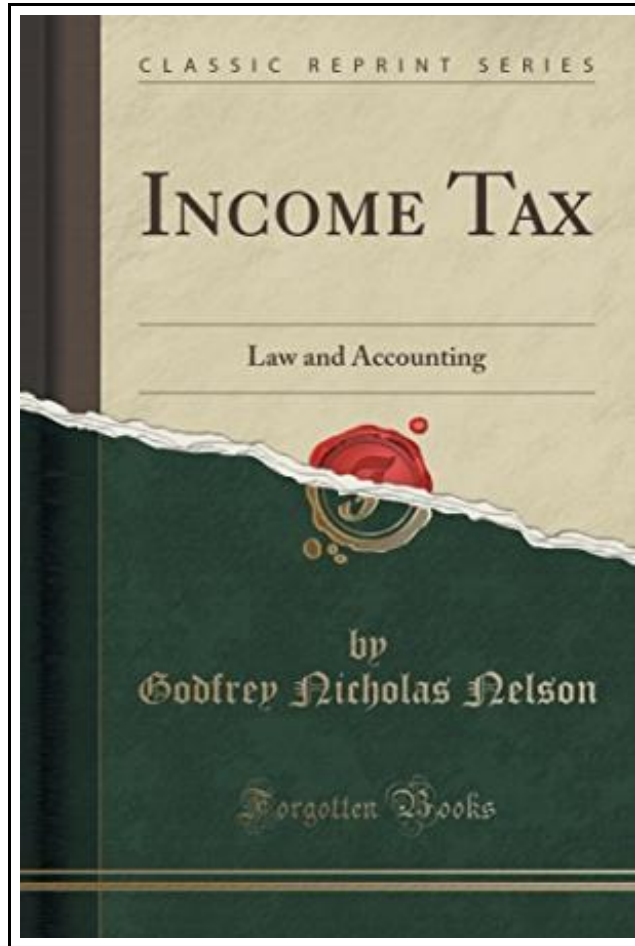 CLASSIC REPRINT SERIES
INCOME TAX
Law and Accounting
by
Godfrey Nicholas Nelson
Forgotten Books